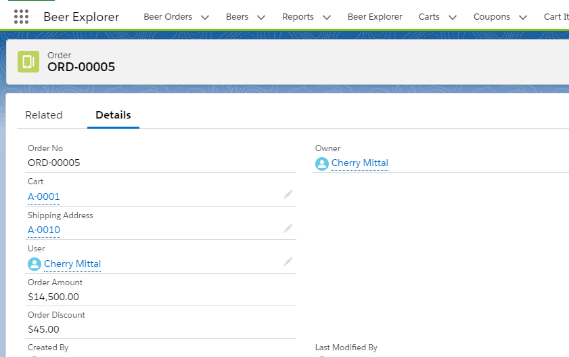 Beer Explorer Beer Orders Beers Reports Beer Explorer Carts Coupons Cart It
Order
ORD-00005
Related Details
Order No Owner
ORD-00005 Cherry Mittal
Cart
A-0001
Shipping Address
A-0010
User
Cherry Mittal
Order Amount
$14,500.00
Order Discount
$45.00
Created By Last Modified By